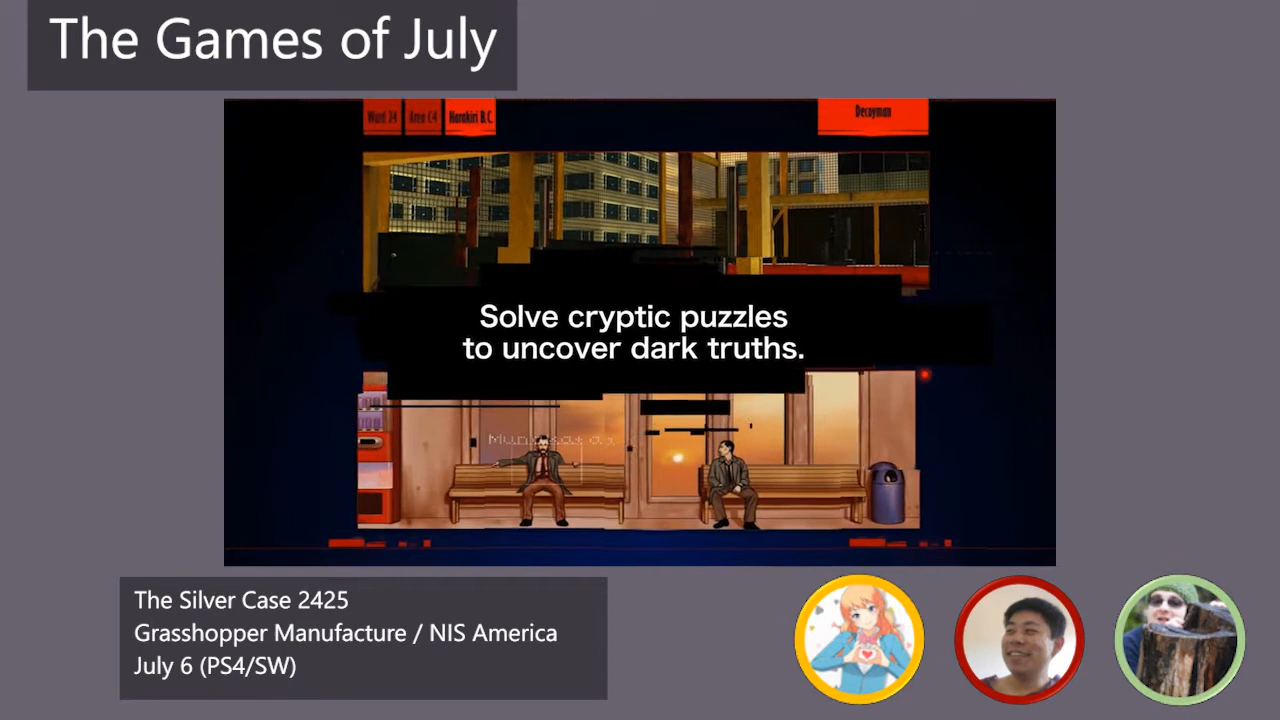 The Games of July
Ward 24 Area C4 Harakiri B.C. Decoyman
Solve cryptic puzzles
to uncover dark truths.
The Silver Case 2425
Grasshopper Manufacture / NIS America
July 6 (PS4/SW)